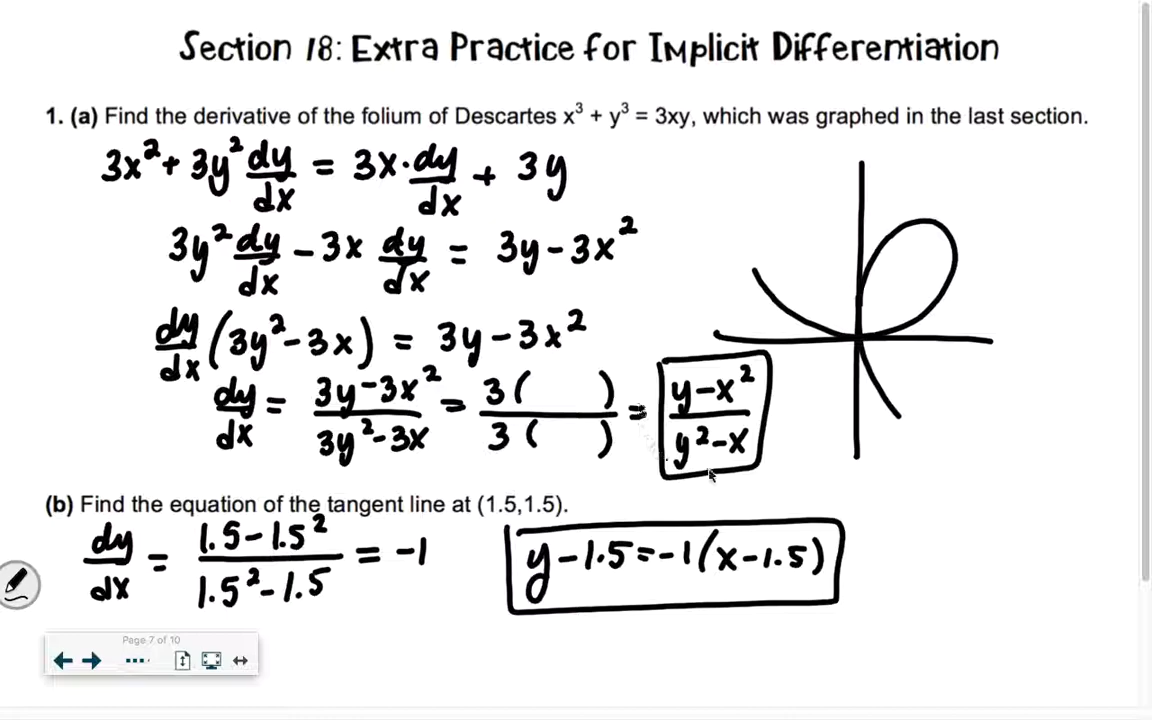 Section 18: Extra Practice for Implicit Differentiation
1. (a) Find the derivative of the folium of Descartes x³ + y³ = 3xy, which was graphed in the last section.
3x² + 3y² dy/dx = 3x · dy/dx + 3y
3y² dy/dx - 3x dy/dx = 3y - 3x²
dy/dx (3y² - 3x) = 3y - 3x²
dy/dx = (3y - 3x²)/(3y² - 3x) = 3( )/3( ) = (y - x²)/(y² - x)
(b) Find the equation of the tangent line at (1.5,1.5).
dy/dx = (1.5 - 1.5²)/(1.5² - 1.5) = -1
y - 1.5 = -1(x - 1.5)
Page 7 of 10